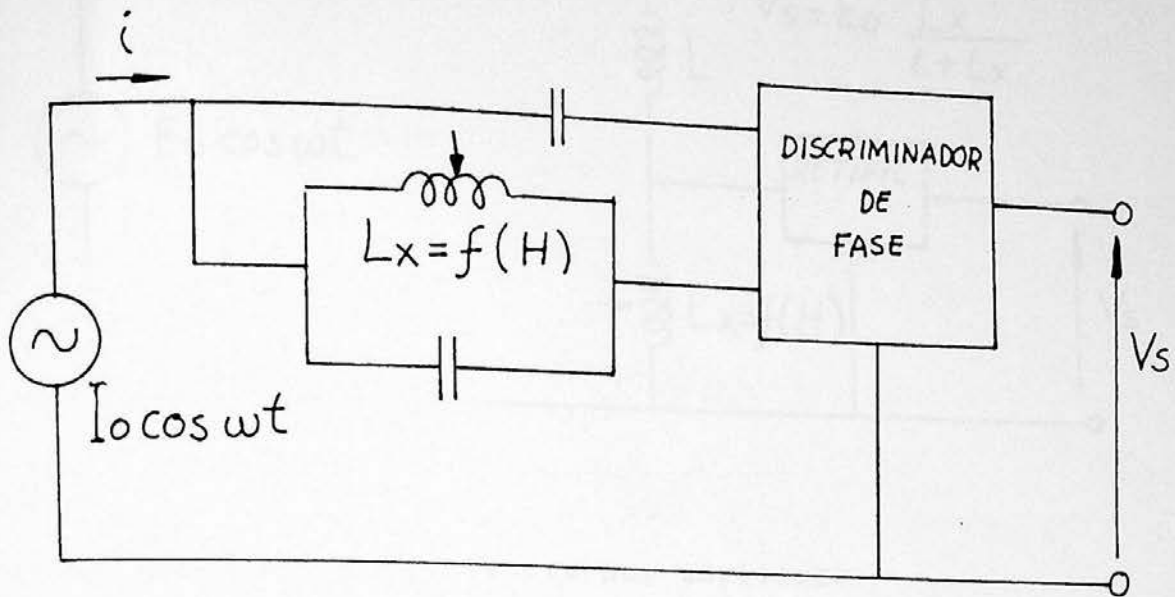 i
DISCRIMINADOR
DE
FASE
Lx = f(H)
Vs
Io cos ωt